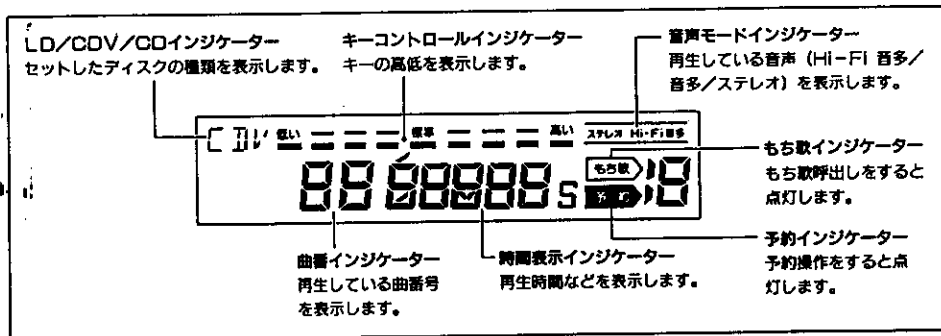 LD/CDV/CDインジケーター
セットしたディスクの種類を表示します。
キーコントロールインジケーター
キーの高低を表示します。
音声モードインジケーター
再生している音声（Hi-Fi 音多/
音多/ステレオ）を表示します。
CDV 低い 標準 高い ステレオ Hi-Fi音多
88 88888 S もち歌 8
予約
もち歌インジケーター
もち歌呼出しをすると
点灯します。
曲番インジケーター
再生している曲番号
を表示します。
時間表示インジケーター
再生時間などを表示します。
予約インジケーター
予約操作をすると点
灯します。